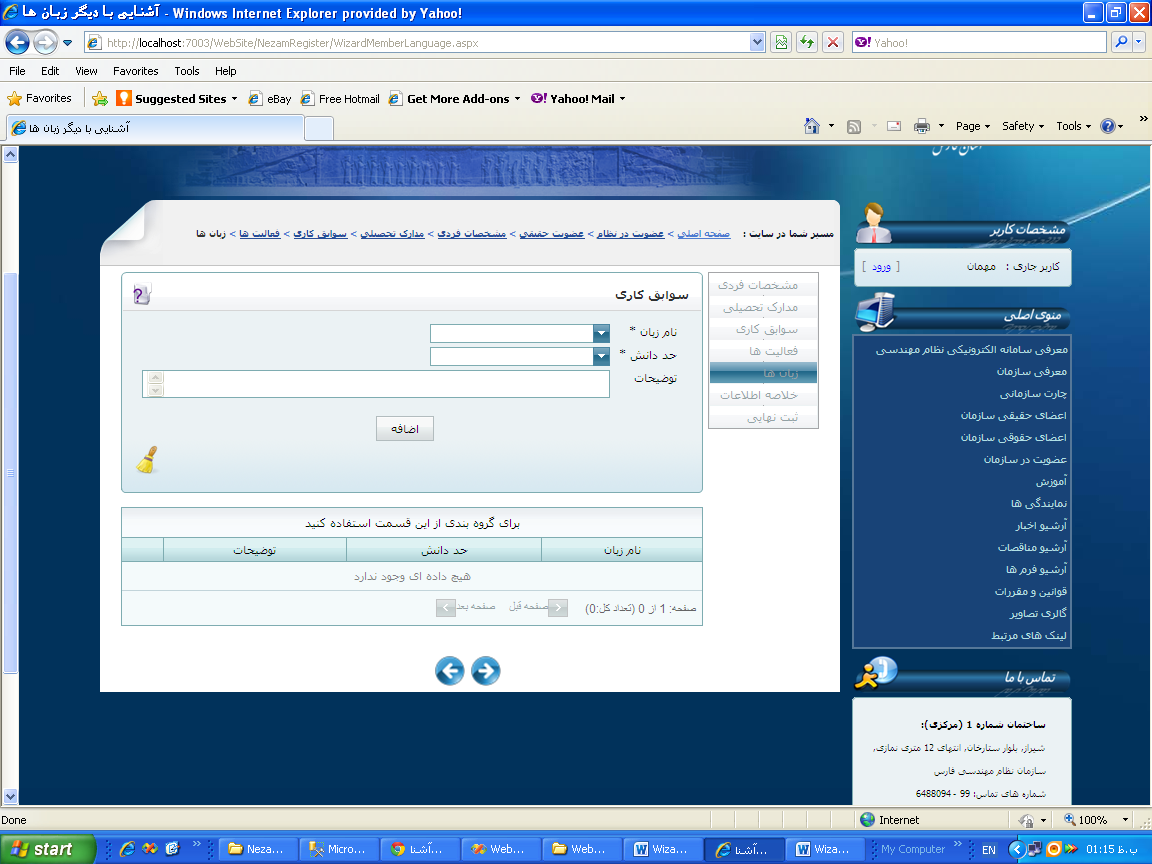 آشنایی با دیگر زبان ها - Windows Internet Explorer provided by Yahoo!
http://localhost:7003/WebSite/NezamRegister/WizardMemberLanguage.aspx
Yahoo!
File Edit View Favorites Tools Help
Favorites Suggested Sites eBay Free Hotmail Get More Add-ons Yahoo! Mail
آشنایی با دیگر زبان ها
Page Safety Tools
مسیر شما در سایت : صفحه اصلی > عضویت در نظام > عضویت حقیقی > مشخصات فردی > مدارک تحصیلی > سوابق کاری > فعالیت ها > زبان ها
مشخصات کاربر
کاربر جاری : مهمان [ ورود ]
منوی اصلی
معرفی سامانه الکترونیکی نظام مهندسی
معرفی سازمان
چارت سازمانی
اعضای حقیقی سازمان
اعضای حقوقی سازمان
عضویت در سازمان
آموزش
نمایندگی ها
آرشیو اخبار
آرشیو مناقصات
آرشیو فرم ها
قوانین و مقررات
گالری تصاویر
لینک های مرتبط
تماس با ما
ساختمان شماره 1 (مرکزی):
شیراز، بلوار ستارخان، انتهای 12 متری نمازی،
سازمان نظام مهندسی فارس
شماره های تماس: 99 - 6488094
مشخصات فردی
مدارک تحصیلی
سوابق کاری
فعالیت ها
زبان ها
خلاصه اطلاعات
ثبت نهایی
سوابق کاری
نام زبان *
حد دانش *
توضیحات
اضافه
برای گروه بندی از این قسمت استفاده کنید
نام زبان حد دانش توضیحات
هیچ داده ای وجود ندارد
صفحه: 1 از 0 (تعداد کل:0) صفحه قبل صفحه بعد
Done Internet 100%
start Neza... Micro... آشنا... Web... Web... Wiza... آشنا... Wiza... My Computer EN 01:15 ب.ظ